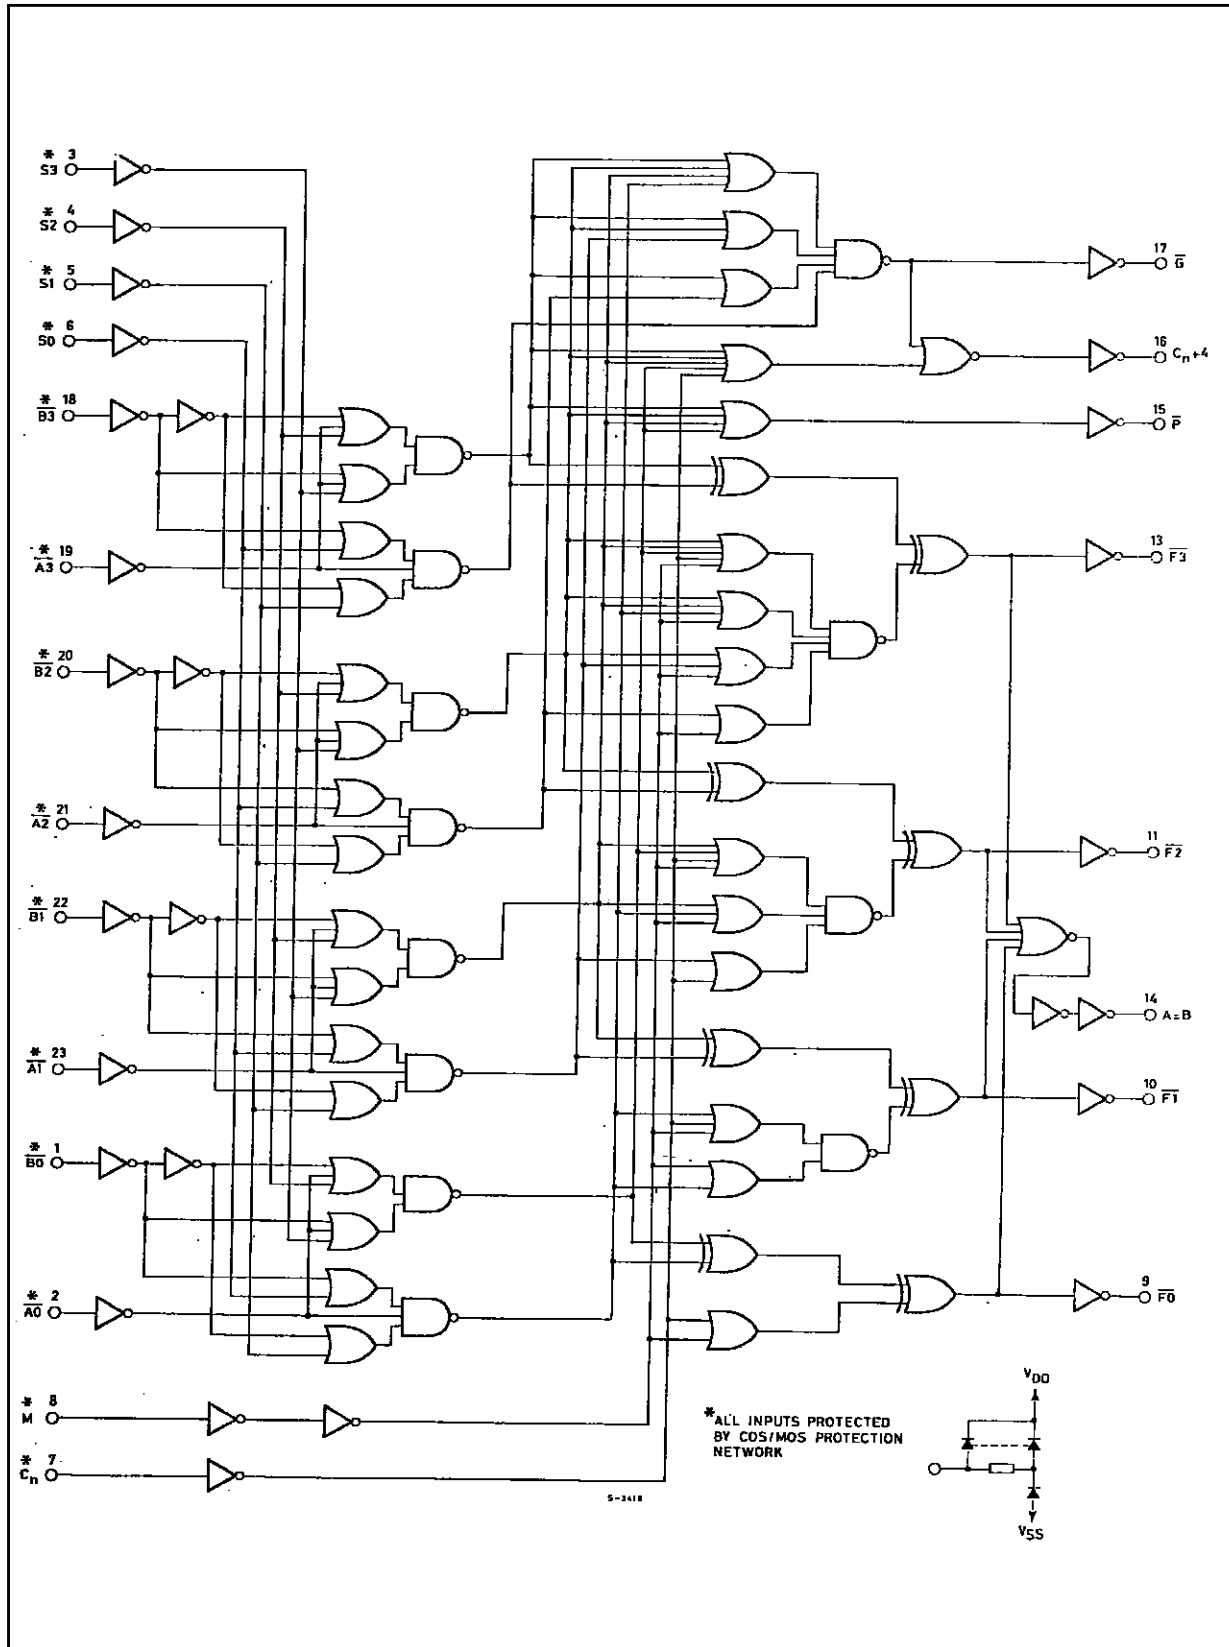 * 3
S3
* 4
S2
* 5
S1
* 6
S0
* 18
B3
* 19
A3
* 20
B2
* 21
A2
* 22
B1
* 23
A1
* 1
B0
* 2
A0
* 8
M
* 7
Cn
17
G
16
Cn+4
15
P
13
F3
11
F2
14
A=B
10
F1
9
F0
*ALL INPUTS PROTECTED
BY COS/MOS PROTECTION
NETWORK
VDD
VSS
S-3418